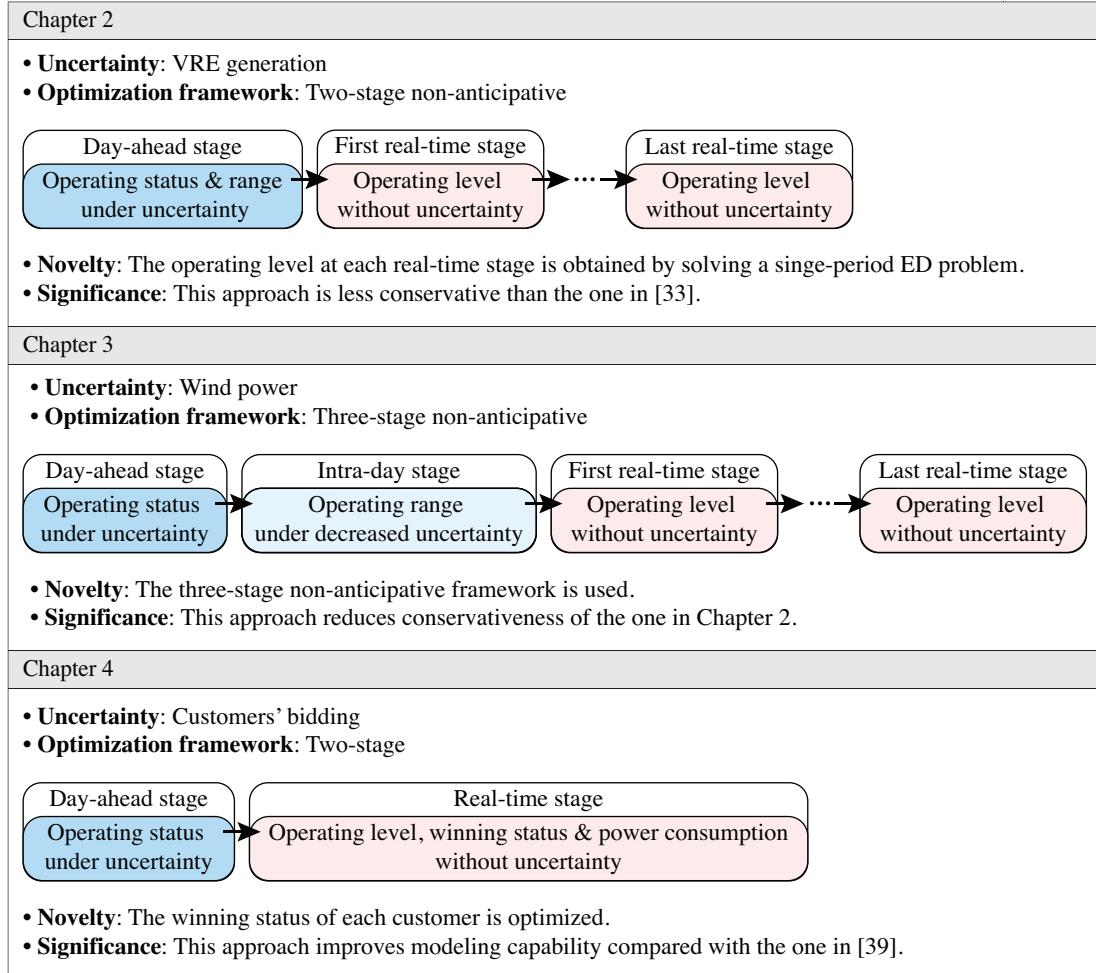 Chapter 2
• Uncertainty: VRE generation
• Optimization framework: Two-stage non-anticipative
Day-ahead stage
Operating status & range
under uncertainty
First real-time stage
Operating level
without uncertainty
...
Last real-time stage
Operating level
without uncertainty
• Novelty: The operating level at each real-time stage is obtained by solving a singe-period ED problem.
• Significance: This approach is less conservative than the one in [33].
Chapter 3
• Uncertainty: Wind power
• Optimization framework: Three-stage non-anticipative
Day-ahead stage
Operating status
under uncertainty
Intra-day stage
Operating range
under decreased uncertainty
First real-time stage
Operating level
without uncertainty
...
Last real-time stage
Operating level
without uncertainty
• Novelty: The three-stage non-anticipative framework is used.
• Significance: This approach reduces conservativeness of the one in Chapter 2.
Chapter 4
• Uncertainty: Customers' bidding
• Optimization framework: Two-stage
Day-ahead stage
Operating status
under uncertainty
Real-time stage
Operating level, winning status & power consumption
without uncertainty
• Novelty: The winning status of each customer is optimized.
• Significance: This approach improves modeling capability compared with the one in [39].